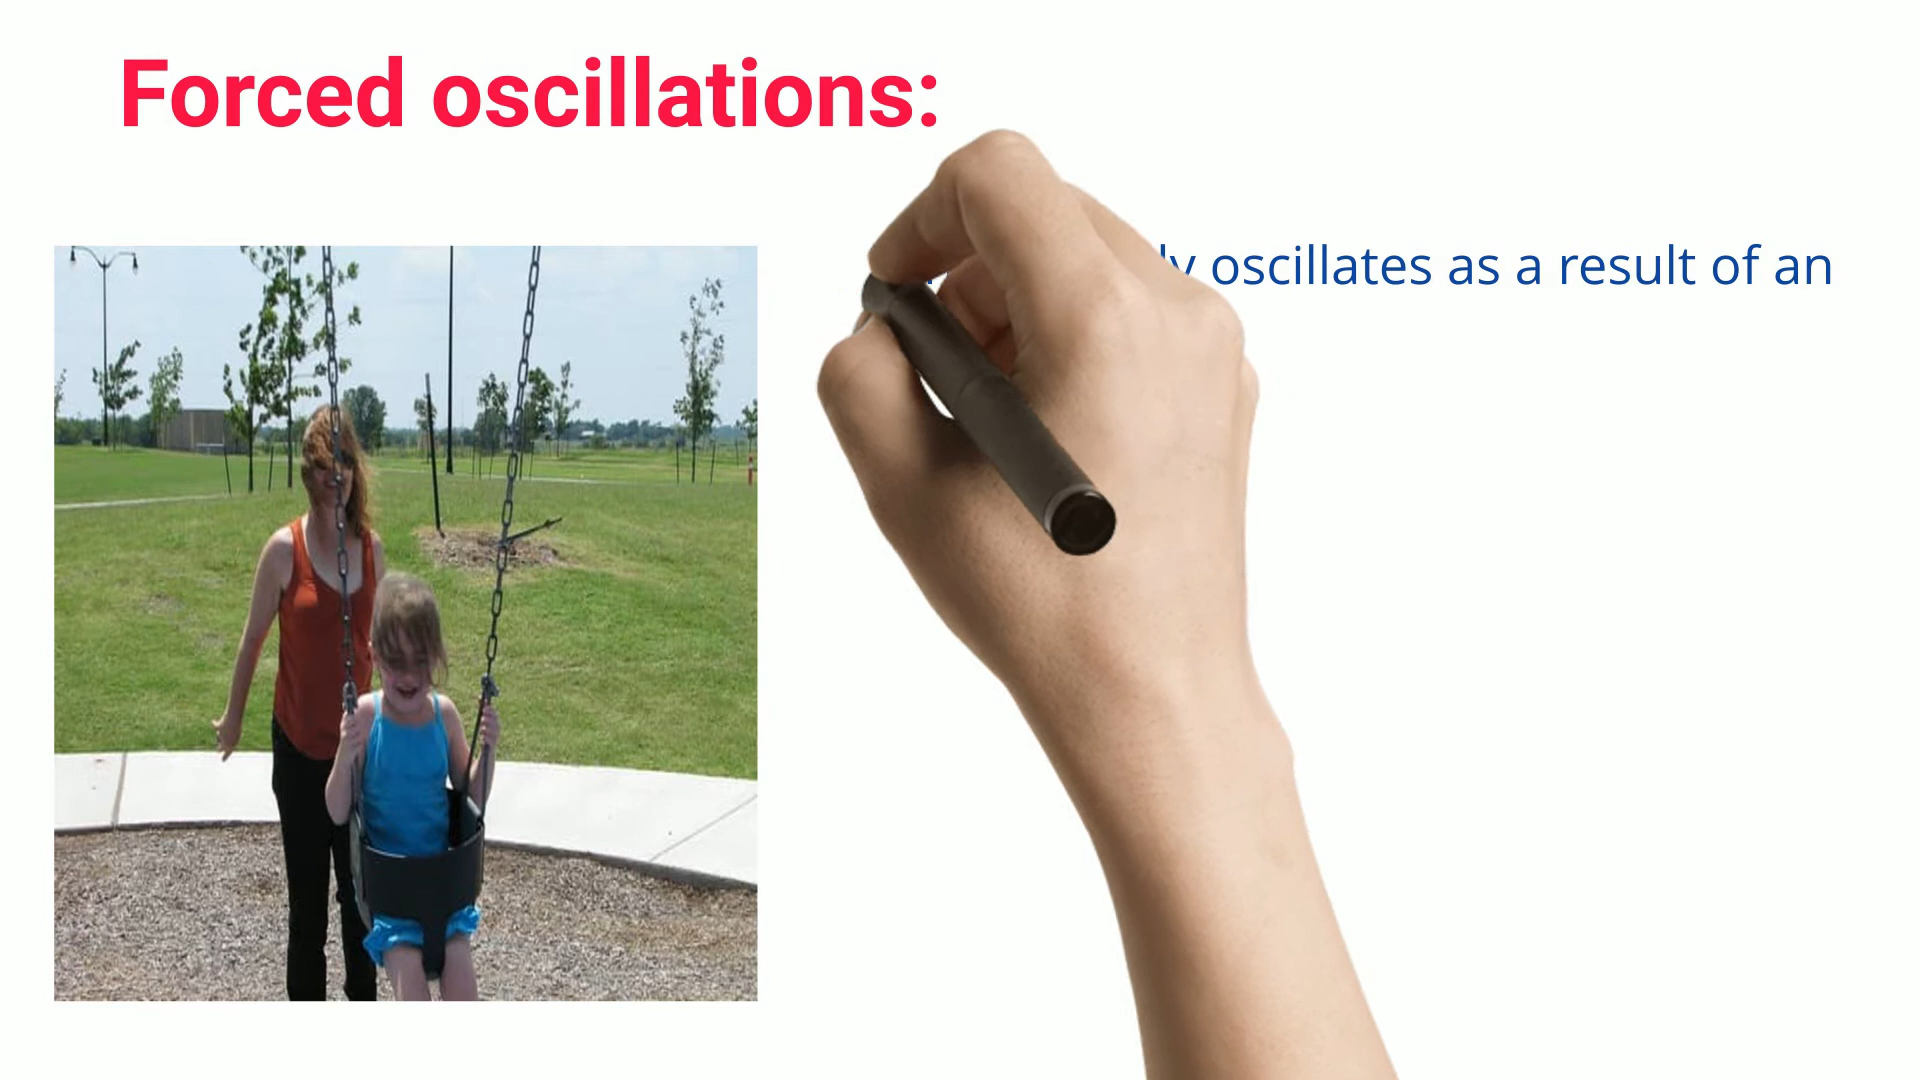 Forced oscillations:
oscillates as a result of an